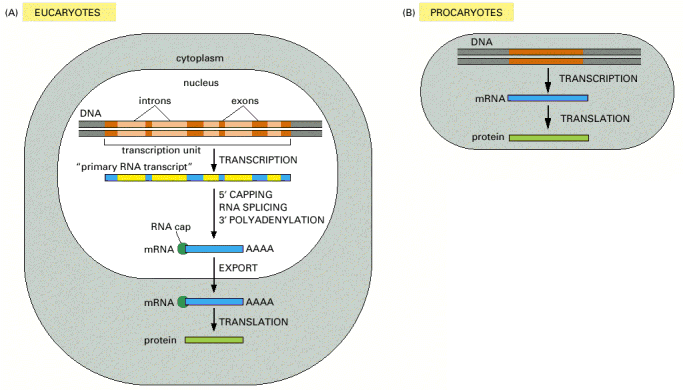 (A) EUCARYOTES
cytoplasm
nucleus
introns exons
DNA
transcription unit
"primary RNA transcript"
TRANSCRIPTION
5′ CAPPING
RNA SPLICING
3′ POLYADENYLATION
RNA cap
mRNA AAAA
EXPORT
mRNA AAAA
TRANSLATION
protein
(B) PROCARYOTES
DNA
TRANSCRIPTION
mRNA
TRANSLATION
protein